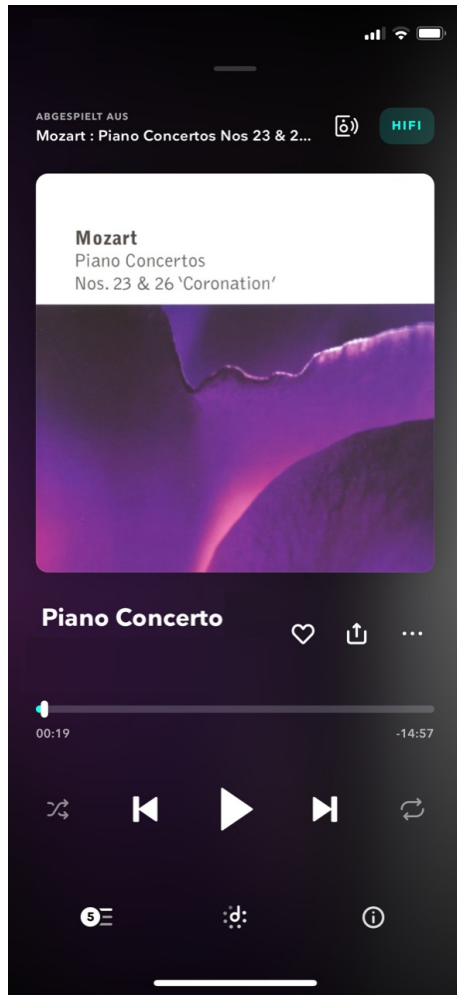 ABGESPIELT AUS
Mozart : Piano Concertos Nos 23 & 2...
HIFI
Mozart
Piano Concertos
Nos. 23 & 26 ‘Coronation’
Piano Concerto
00:19
-14:57
5